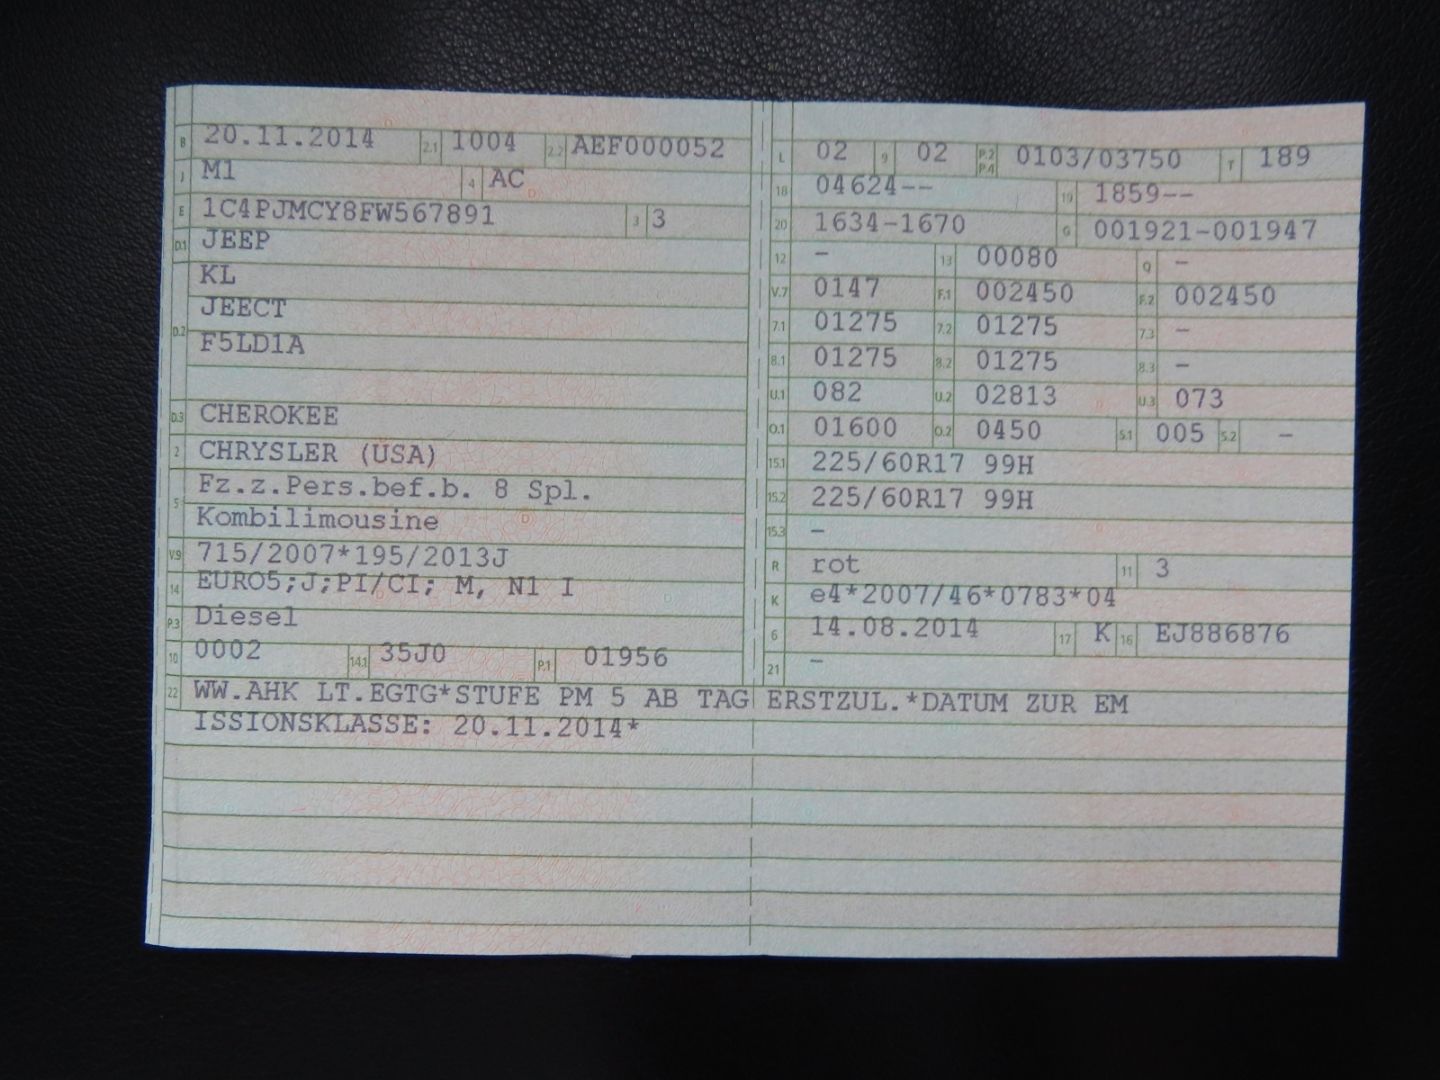 B 20.11.2014 2.1 1004 2.2 AEF000052
J M1 4 AC
E 1C4PJMCY8FW567891 3 3
D.1 JEEP
D.2 KL
JEECT
F5LD1A
D.3 CHEROKEE
2 CHRYSLER (USA)
5 Fz.z.Pers.bef.b. 8 Spl.
Kombilimousine
V.9 715/2007*195/2013J
14 EURO5;J;PI/CI; M, N1 I
P.3 Diesel
10 0002 14.1 35J0 P.1 01956
L 02 9 02 P.2 P.4 0103/03750 T 189
18 04624-- 19 1859--
20 1634-1670 G 001921-001947
12 - 13 00080 Q -
V.7 0147 F.1 002450 F.2 002450
7.1 01275 7.2 01275 7.3 -
8.1 01275 8.2 01275 8.3 -
U.1 082 U.2 02813 U.3 073
O.1 01600 O.2 0450 S.1 005 S.2 -
15.1 225/60R17 99H
15.2 225/60R17 99H
15.3 -
R rot 11 3
K e4*2007/46*0783*04
6 14.08.2014 17 K 16 EJ886876
21 -
22 WW.AHK LT.EGTG*STUFE PM 5 AB TAG ERSTZUL.*DATUM ZUR EM
ISSIONSKLASSE: 20.11.2014*